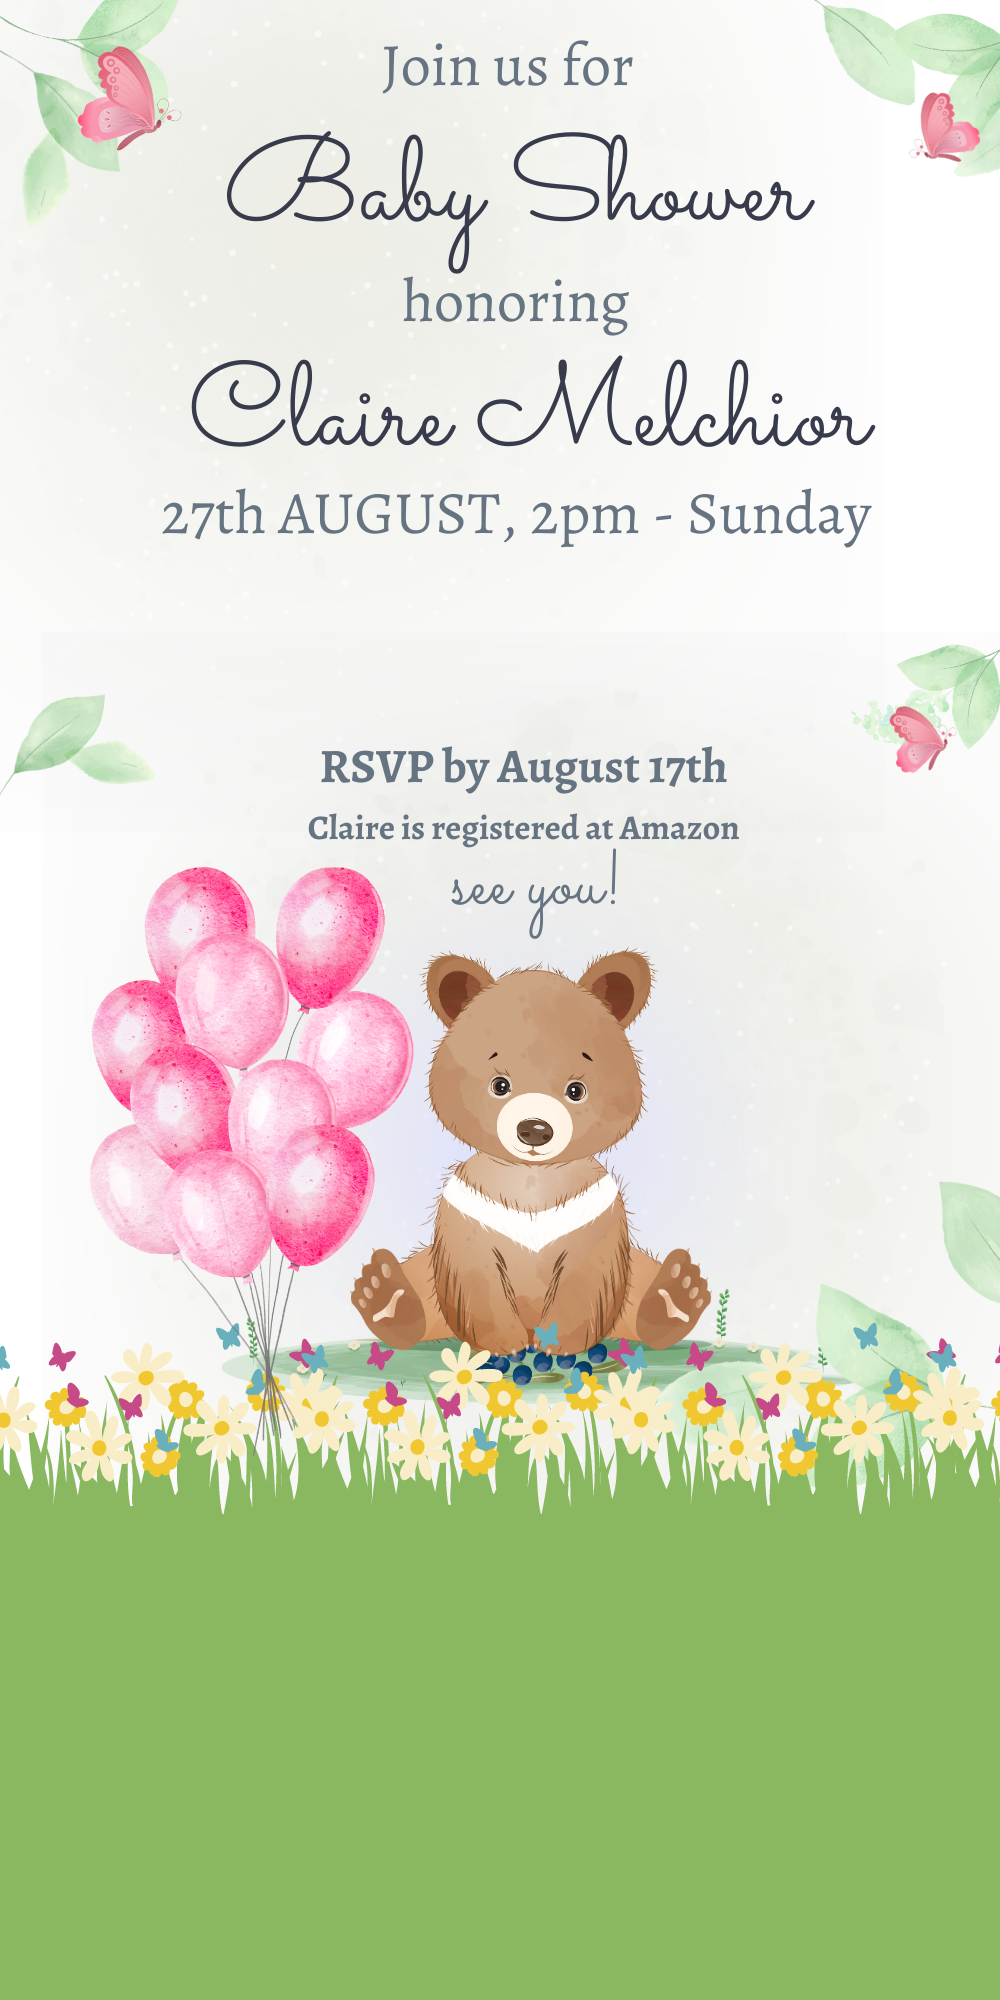 Join us for
Baby Shower
honoring
Claire Melchior
27th AUGUST, 2pm - Sunday
RSVP by August 17th
Claire is registered at Amazon
see you!